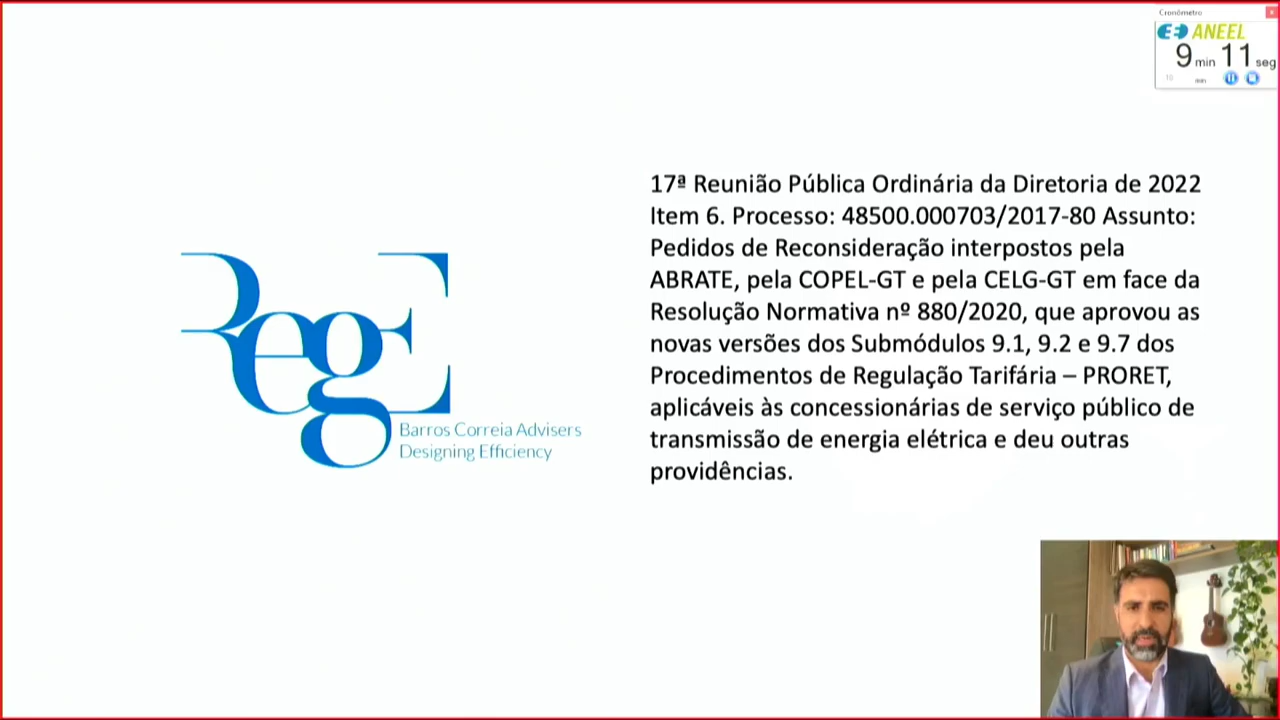 Cronômetro
ANEEL
9 min 11 seg
10 min
17ª Reunião Pública Ordinária da Diretoria de 2022
Item 6. Processo: 48500.000703/2017-80 Assunto:
Pedidos de Reconsideração interpostos pela
ABRATE, pela COPEL-GT e pela CELG-GT em face da
Resolução Normativa nº 880/2020, que aprovou as
novas versões dos Submódulos 9.1, 9.2 e 9.7 dos
Procedimentos de Regulação Tarifária – PRORET,
aplicáveis às concessionárias de serviço público de
transmissão de energia elétrica e deu outras
providências.
RegE
Barros Correia Advisers
Designing Efficiency